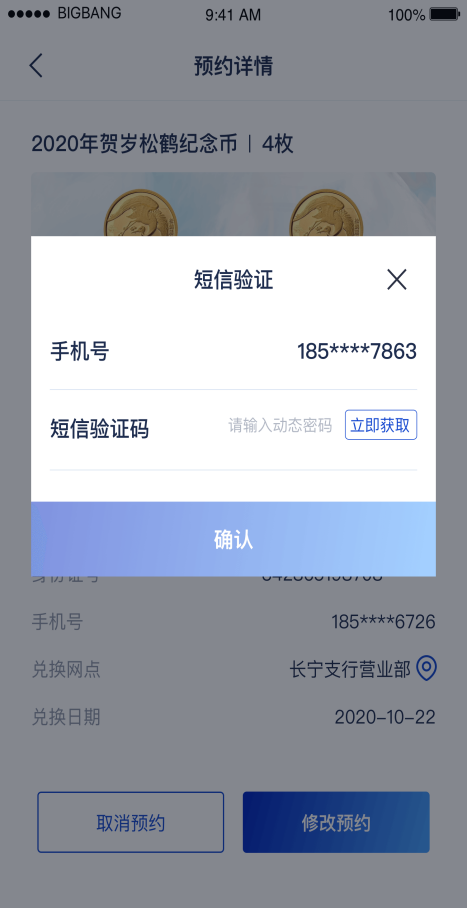 BIGBANG 9:41 AM 100%
预约详情
2020年贺岁松鹤纪念币 | 4枚
短信验证
手机号 185****7863
短信验证码 请输入动态密码 立即获取
确认
身份证号
手机号 185****6726
兑换网点 长宁支行营业部
兑换日期 2020-10-22
取消预约 修改预约